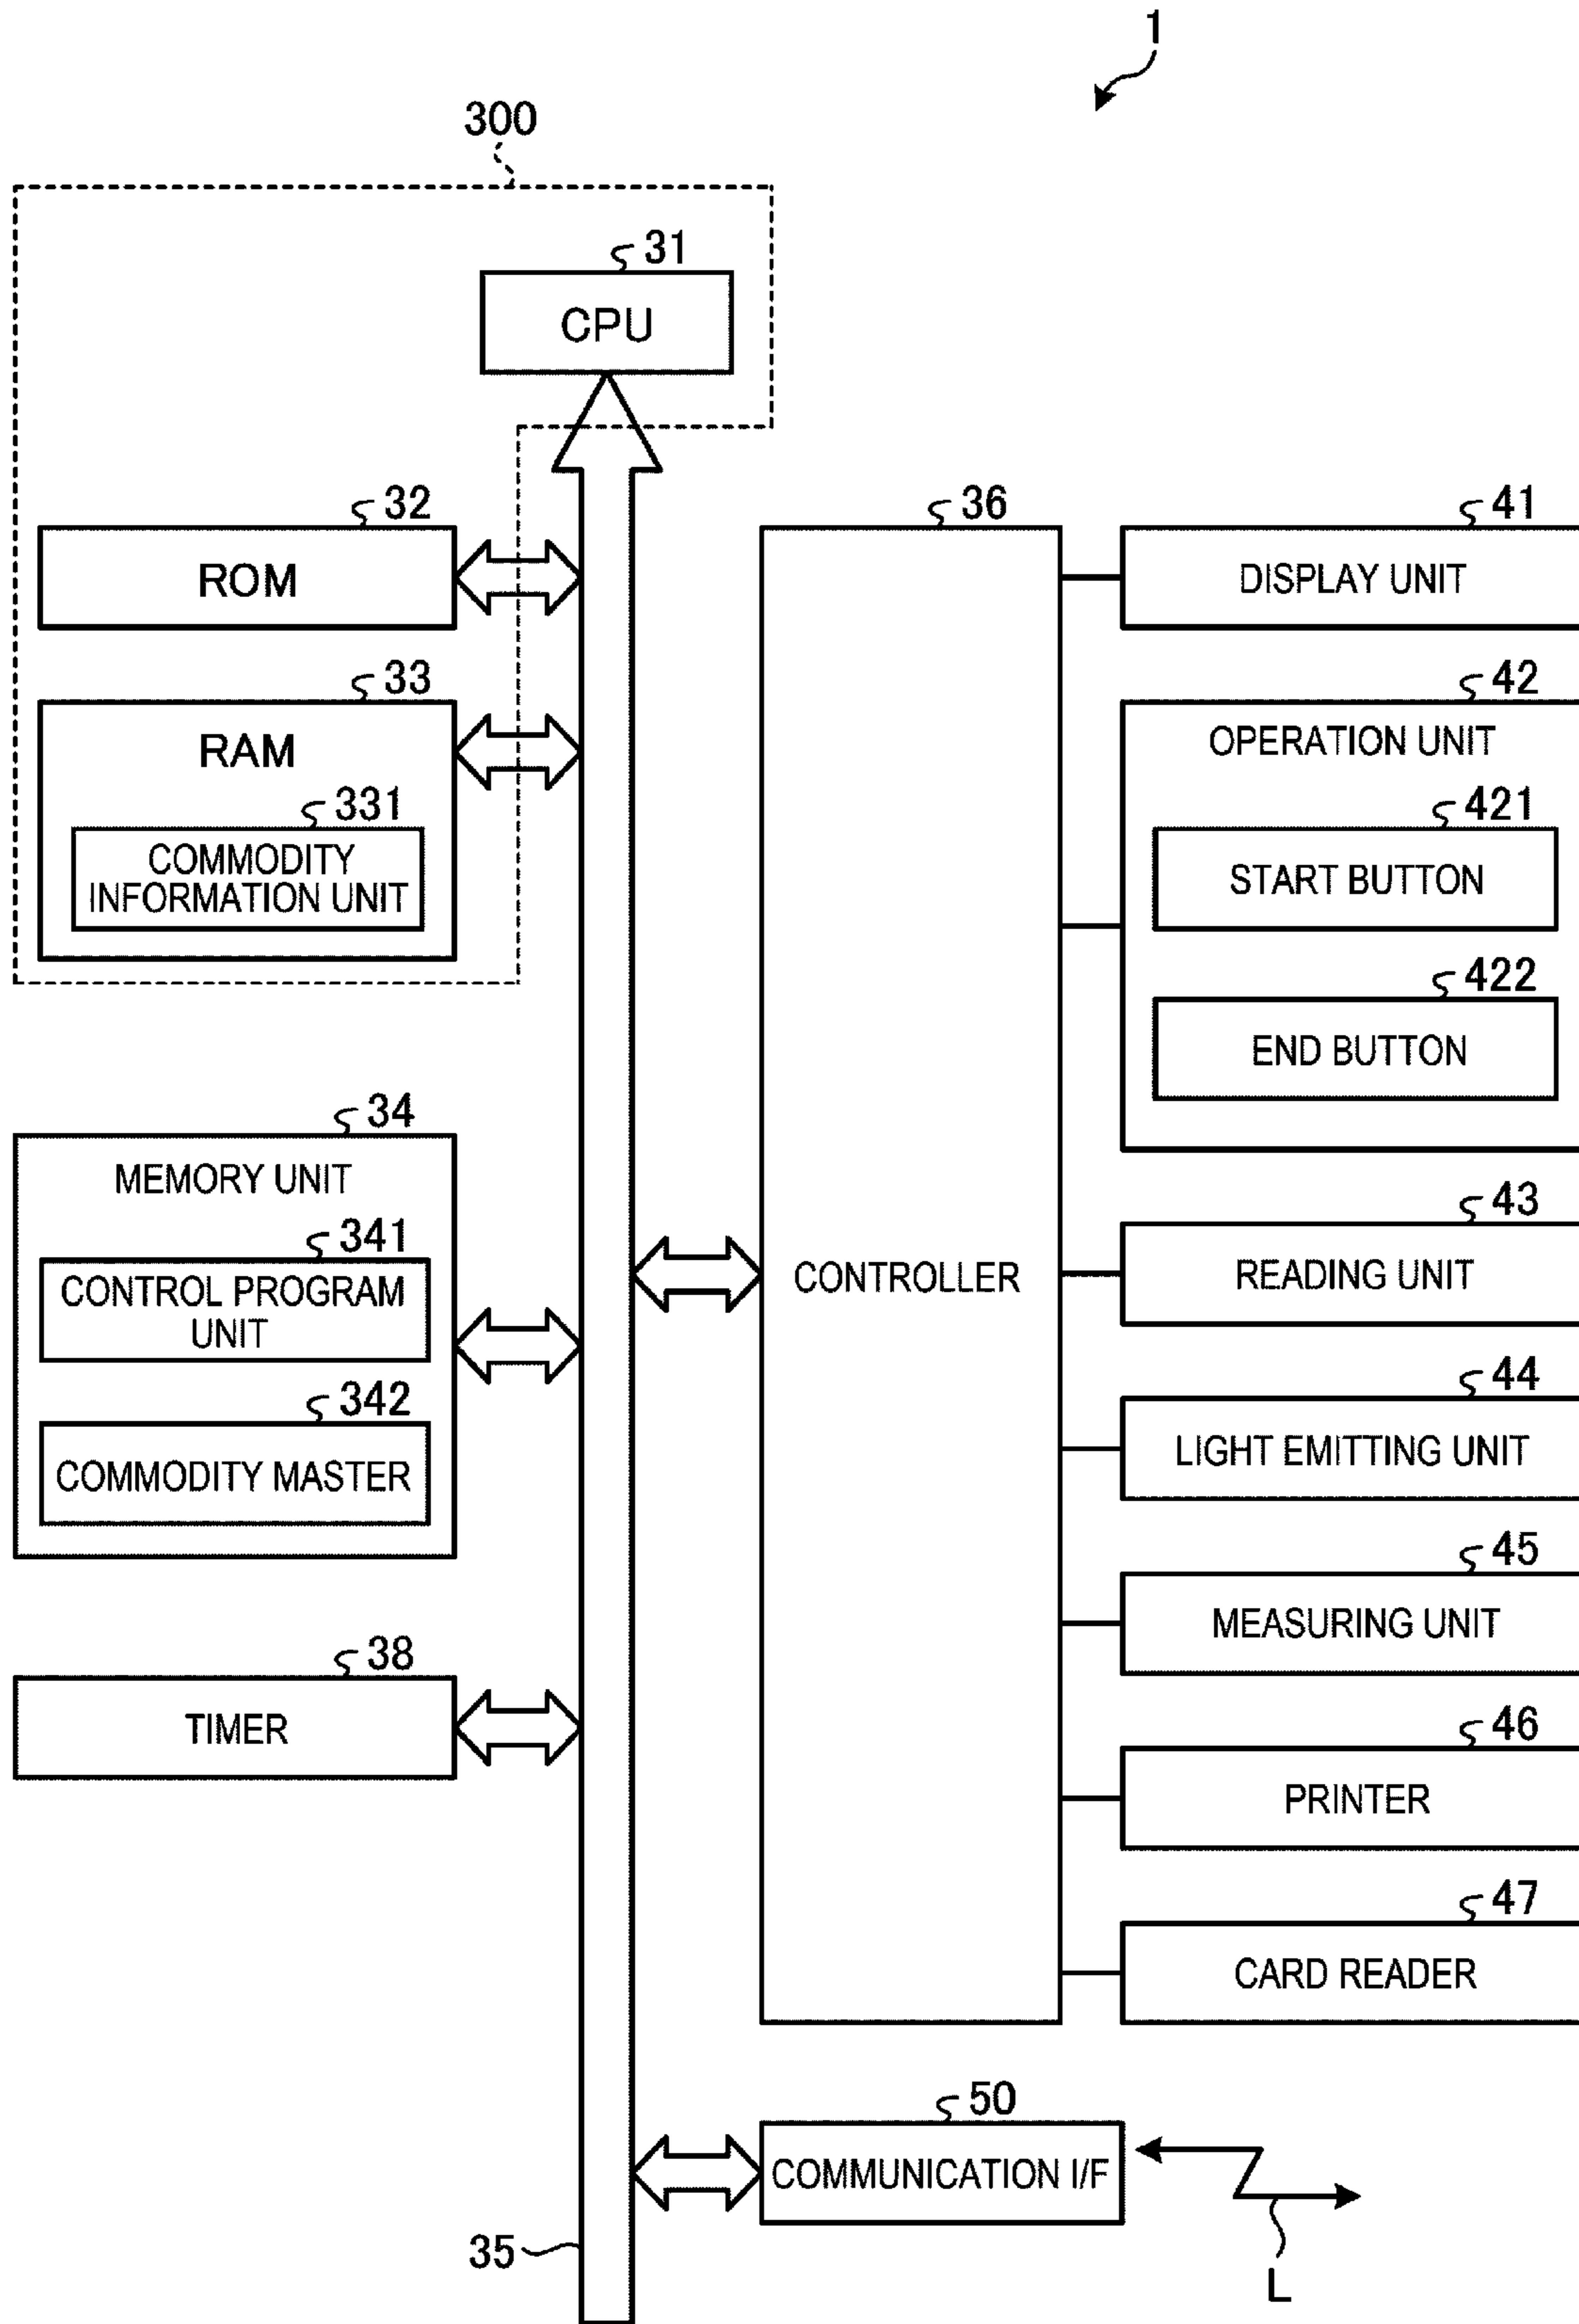 1
300
31
CPU
32
ROM
36
41
DISPLAY UNIT
33
RAM
331
COMMODITY
INFORMATION UNIT
42
OPERATION UNIT
421
START BUTTON
422
END BUTTON
34
MEMORY UNIT
341
CONTROL PROGRAM
UNIT
342
COMMODITY MASTER
CONTROLLER
43
READING UNIT
44
LIGHT EMITTING UNIT
45
MEASURING UNIT
38
TIMER
46
PRINTER
47
CARD READER
50
COMMUNICATION I/F
35
L